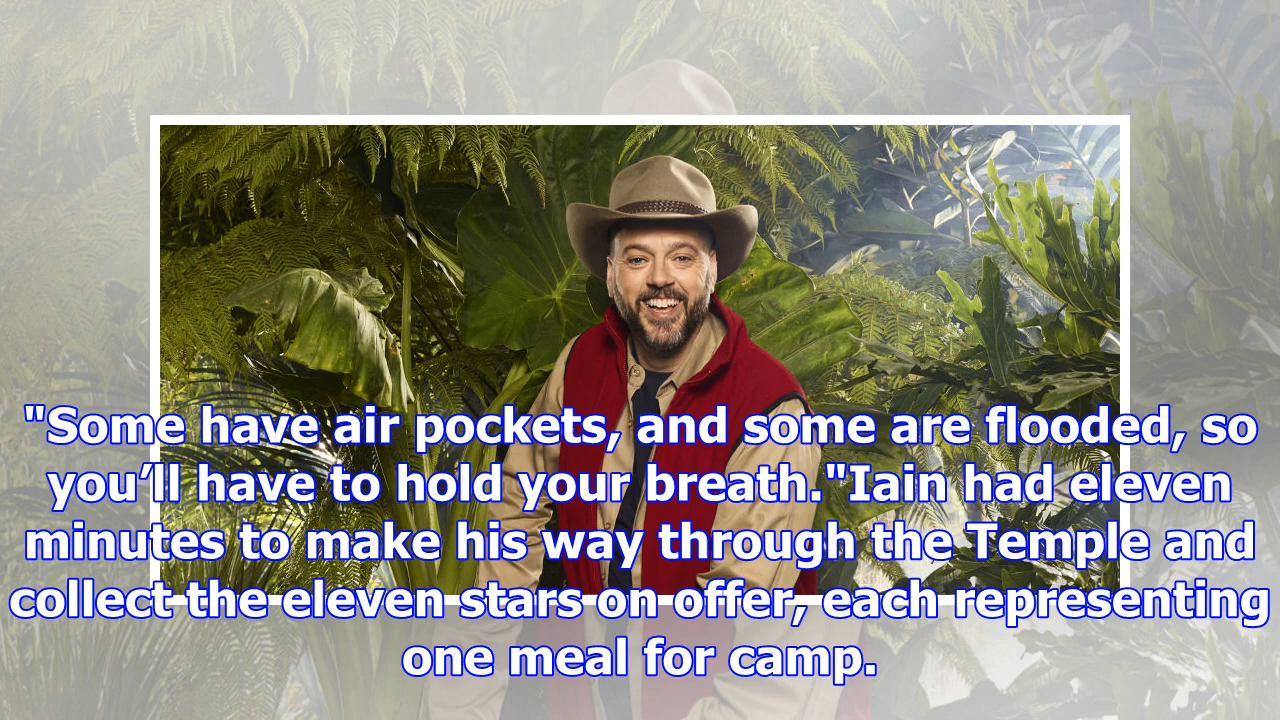 "Some have air pockets, and some are flooded, so
you’ll have to hold your breath."Iain had eleven
minutes to make his way through the Temple and
collect the eleven stars on offer, each representing
one meal for camp.